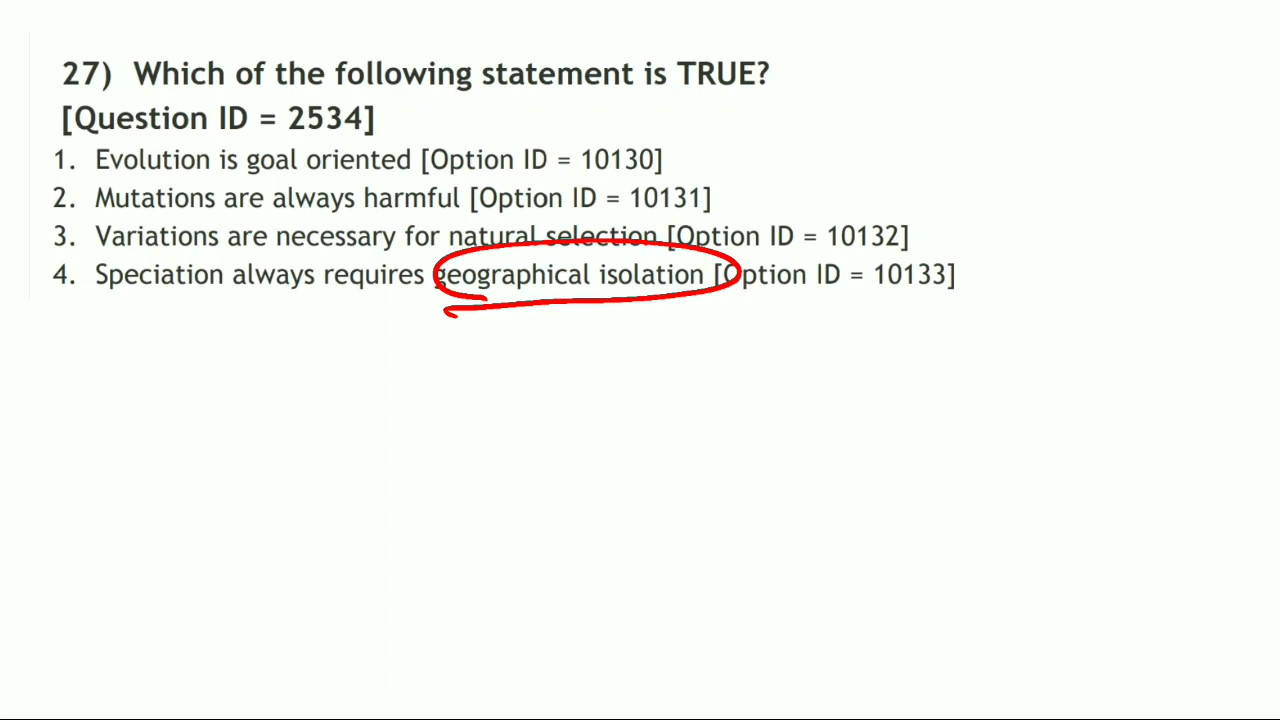 27) Which of the following statement is TRUE?
[Question ID = 2534]
1. Evolution is goal oriented [Option ID = 10130]
2. Mutations are always harmful [Option ID = 10131]
3. Variations are necessary for natural selection [Option ID = 10132]
4. Speciation always requires geographical isolation [Option ID = 10133]